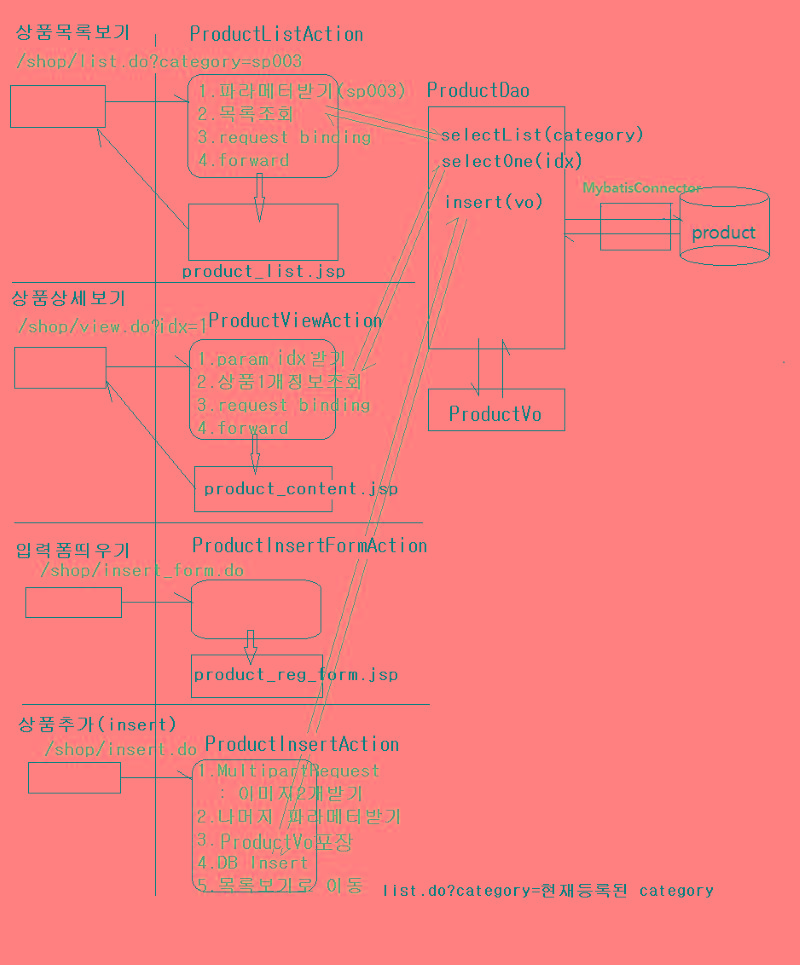 상품목록보기
ProductListAction
/shop/list.do?category=sp003
1.파라메터받기(sp003)
2.목록조회
3.request binding
4.forward
product_list.jsp
ProductDao
selectList(category)
selectOne(idx)
insert(vo)
MybatisConnector
product
ProductVo
상품상세보기
/shop/view.do?idx=1
ProductViewAction
1.param idx받기
2.상품1개정보조회
3.request binding
4.forward
product_content.jsp
입력폼띄우기
ProductInsertFormAction
/shop/insert_form.do
product_reg_form.jsp
상품추가(insert)
/shop/insert.do
ProductInsertAction
1.MultipartRequest
: 이미지2개받기
2.나머지 파라메터받기
3.ProductVo포장
4.DB Insert
5.목록보기로 이동
list.do?category=현재등록된 category